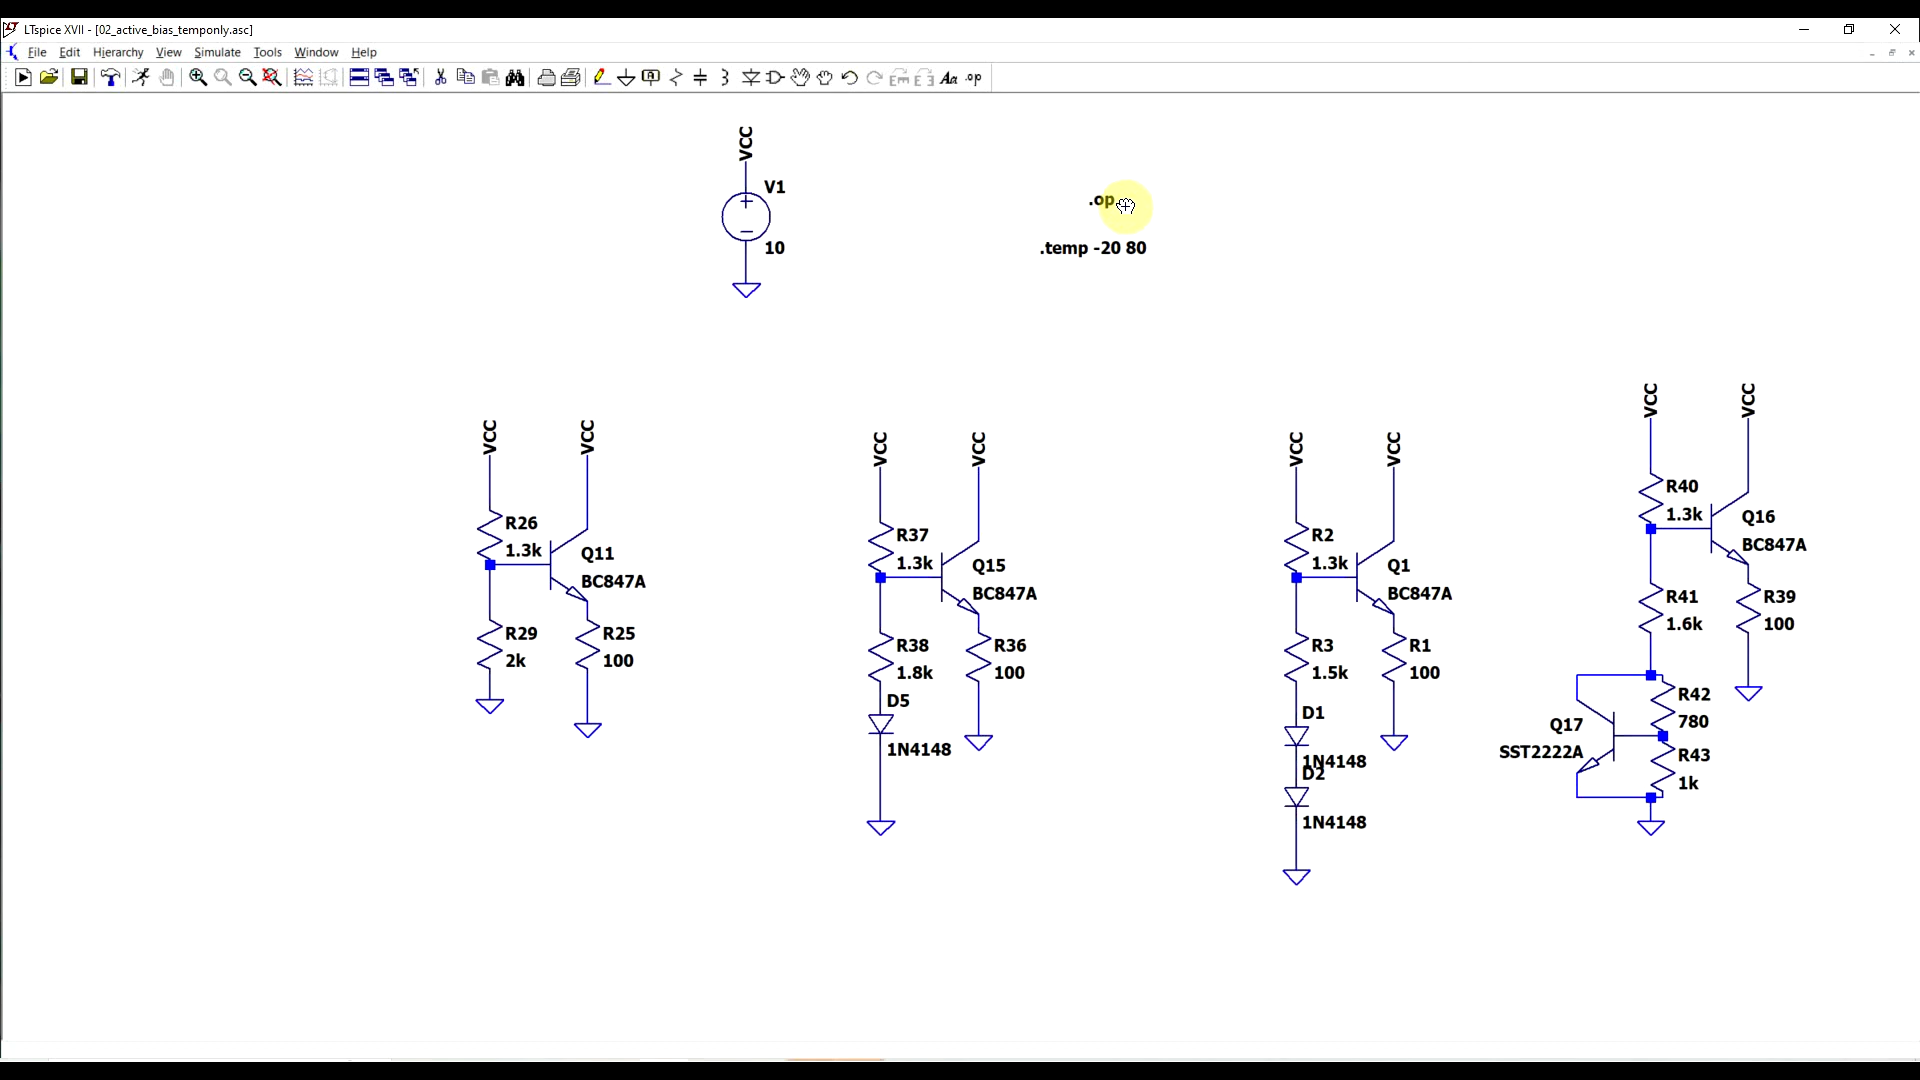 LTspice XVII - [02_active_bias_temponly.asc]
File Edit Hierarchy View Simulate Tools Window Help
Aa .op
VCC
V1
10
.op
.temp -20 80
VCC VCC
R26
1.3k
Q11
BC847A
R29
2k
R25
100
VCC VCC
R37
1.3k
Q15
BC847A
R38
1.8k
R36
100
D5
1N4148
VCC VCC
R2
1.3k
Q1
BC847A
R3
1.5k
R1
100
D1
1N4148
D2
1N4148
VCC VCC
R40
1.3k
Q16
BC847A
R41
1.6k
R39
100
Q17
SST2222A
R42
780
R43
1k